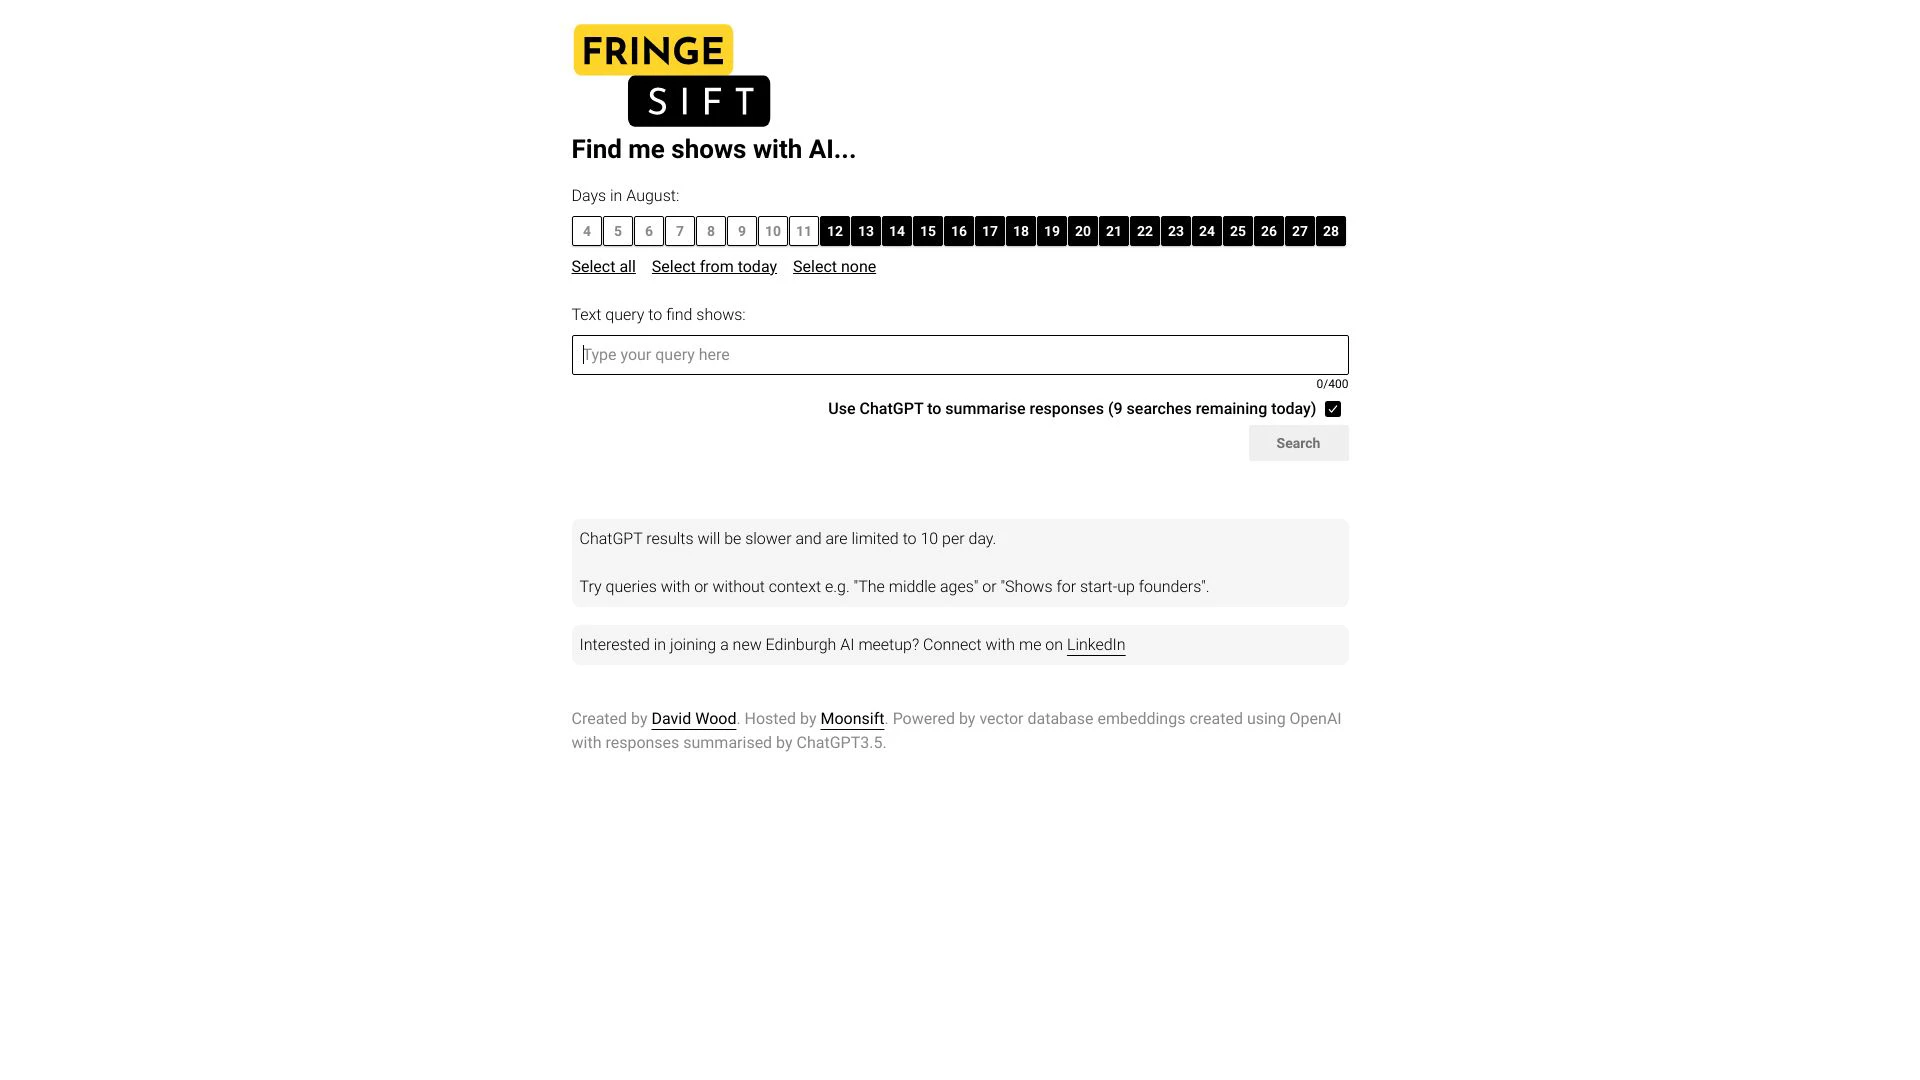 FRINGE
SIFT
Find me shows with AI...
Days in August:
4 5 6 7 8 9 10 11 12 13 14 15 16 17 18 19 20 21 22 23 24 25 26 27 28
Select all Select from today Select none
Text query to find shows:
Type your query here
0/400
Use ChatGPT to summarise responses (9 searches remaining today)
Search
ChatGPT results will be slower and are limited to 10 per day.
Try queries with or without context e.g. "The middle ages" or "Shows for start-up founders".
Interested in joining a new Edinburgh AI meetup? Connect with me on LinkedIn
Created by David Wood. Hosted by Moonsift. Powered by vector database embeddings created using OpenAI
with responses summarised by ChatGPT3.5.